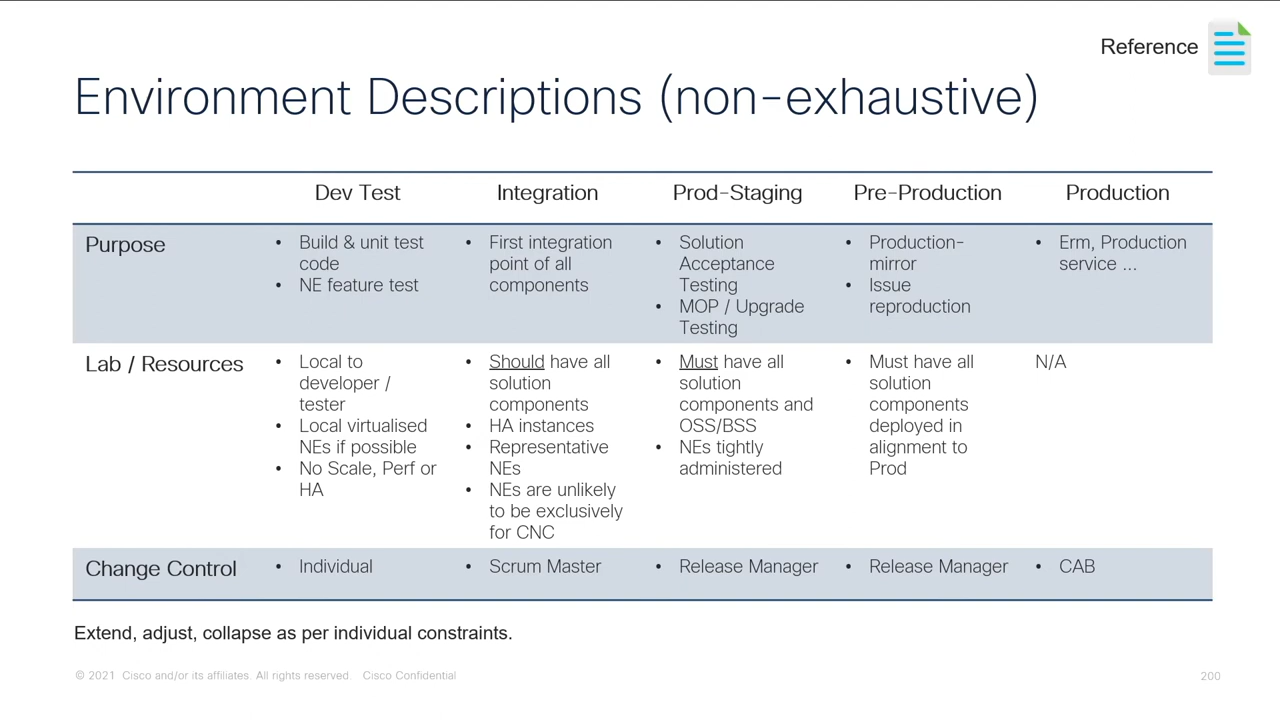 Reference
Environment Descriptions (non-exhaustive)
Dev Test
Integration
Prod-Staging
Pre-Production
Production
Purpose
• Build & unit test
code
• NE feature test
• First integration
point of all
components
• Solution
Acceptance
Testing
• MOP / Upgrade
Testing
• Production-
mirror
• Issue
reproduction
• Erm, Production
service ...
Lab / Resources
• Local to
developer /
tester
• Local virtualised
NEs if possible
• No Scale, Perf or
HA
• Should have all
solution
components
• HA instances
• Representative
NEs
• NEs are unlikely
to be exclusively
for CNC
• Must have all
solution
components and
OSS/BSS
• NEs tightly
administered
• Must have all
solution
components
deployed in
alignment to
Prod
N/A
Change Control
• Individual
• Scrum Master
• Release Manager
• Release Manager
• CAB
Extend, adjust, collapse as per individual constraints.
© 2021 Cisco and/or its affiliates. All rights reserved. Cisco Confidential
200